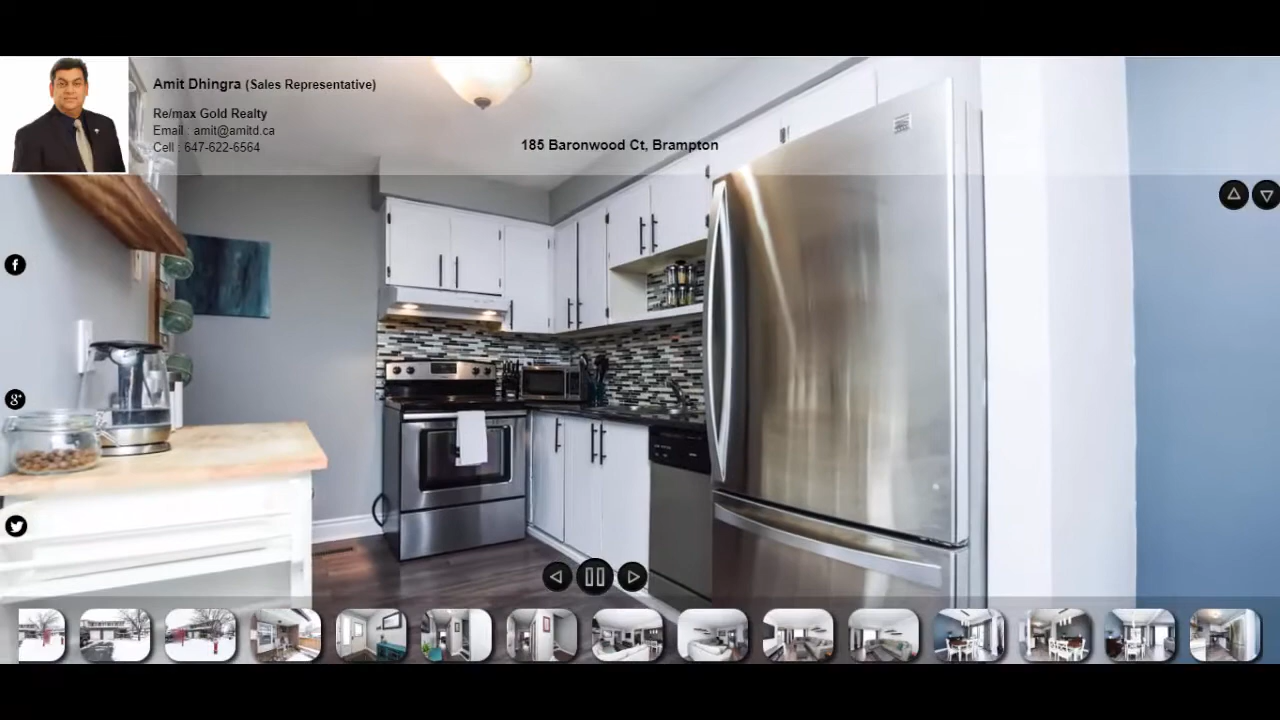 Amit Dhingra (Sales Representative)
Re/max Gold Realty
Email : amit@amitd.ca
Cell : 647-622-6564
185 Baronwood Ct, Brampton